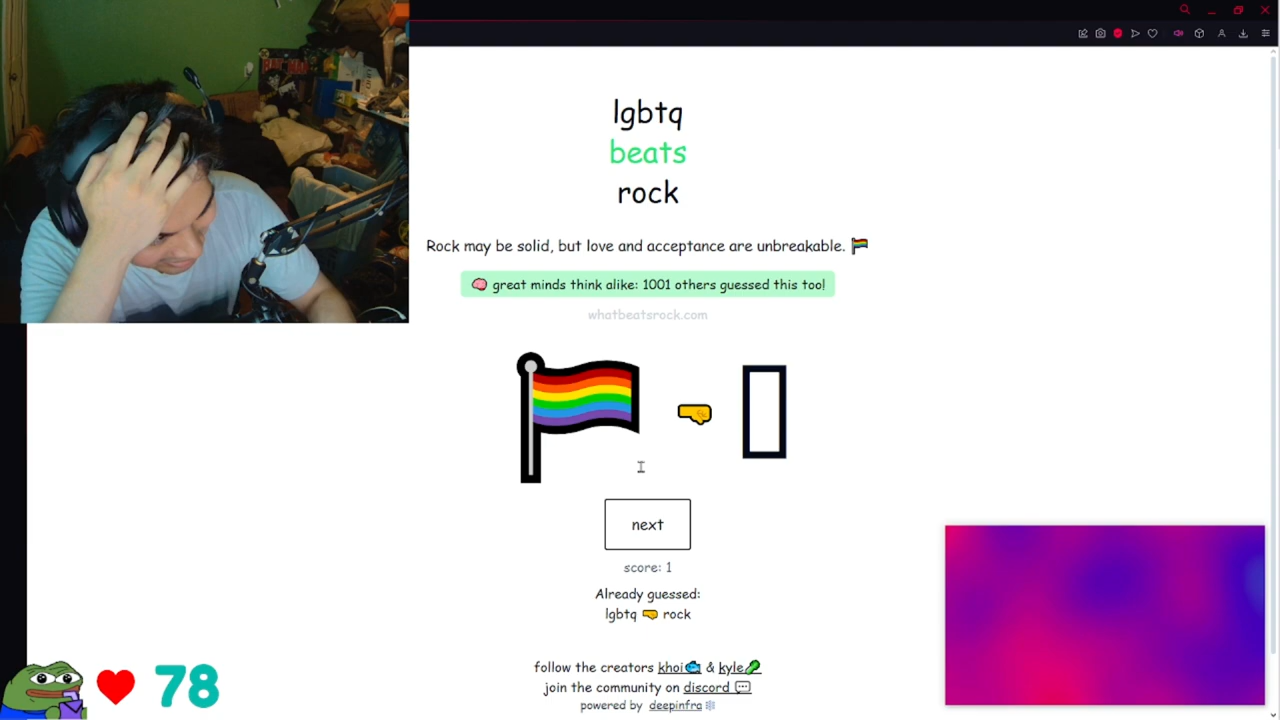 lgbtq
beats
rock
Rock may be solid, but love and acceptance are unbreakable. 🏳️‍🌈
🧠 great minds think alike: 1001 others guessed this too!
whatbeatsrock.com
next
score: 1
Already guessed:
lgbtq 🤜 rock
follow the creators khoi🐟 & kyle🥒
join the community on discord 💬
powered by deepinfra
78